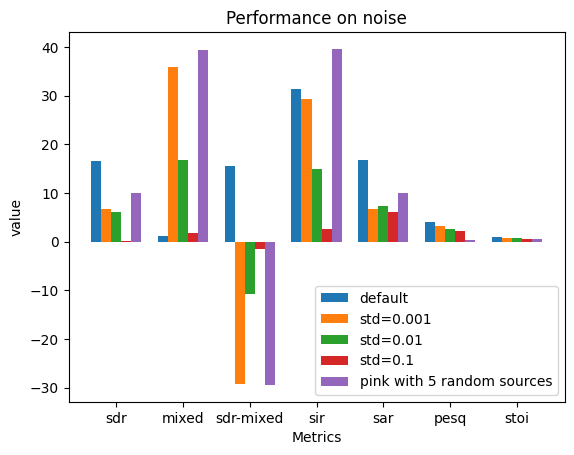 Performance on noise
value
40
30
20
10
0
−10
−20
−30
default
std=0.001
std=0.01
std=0.1
pink with 5 random sources
sdr mixed sdr-mixed sir sar pesq stoi
Metrics